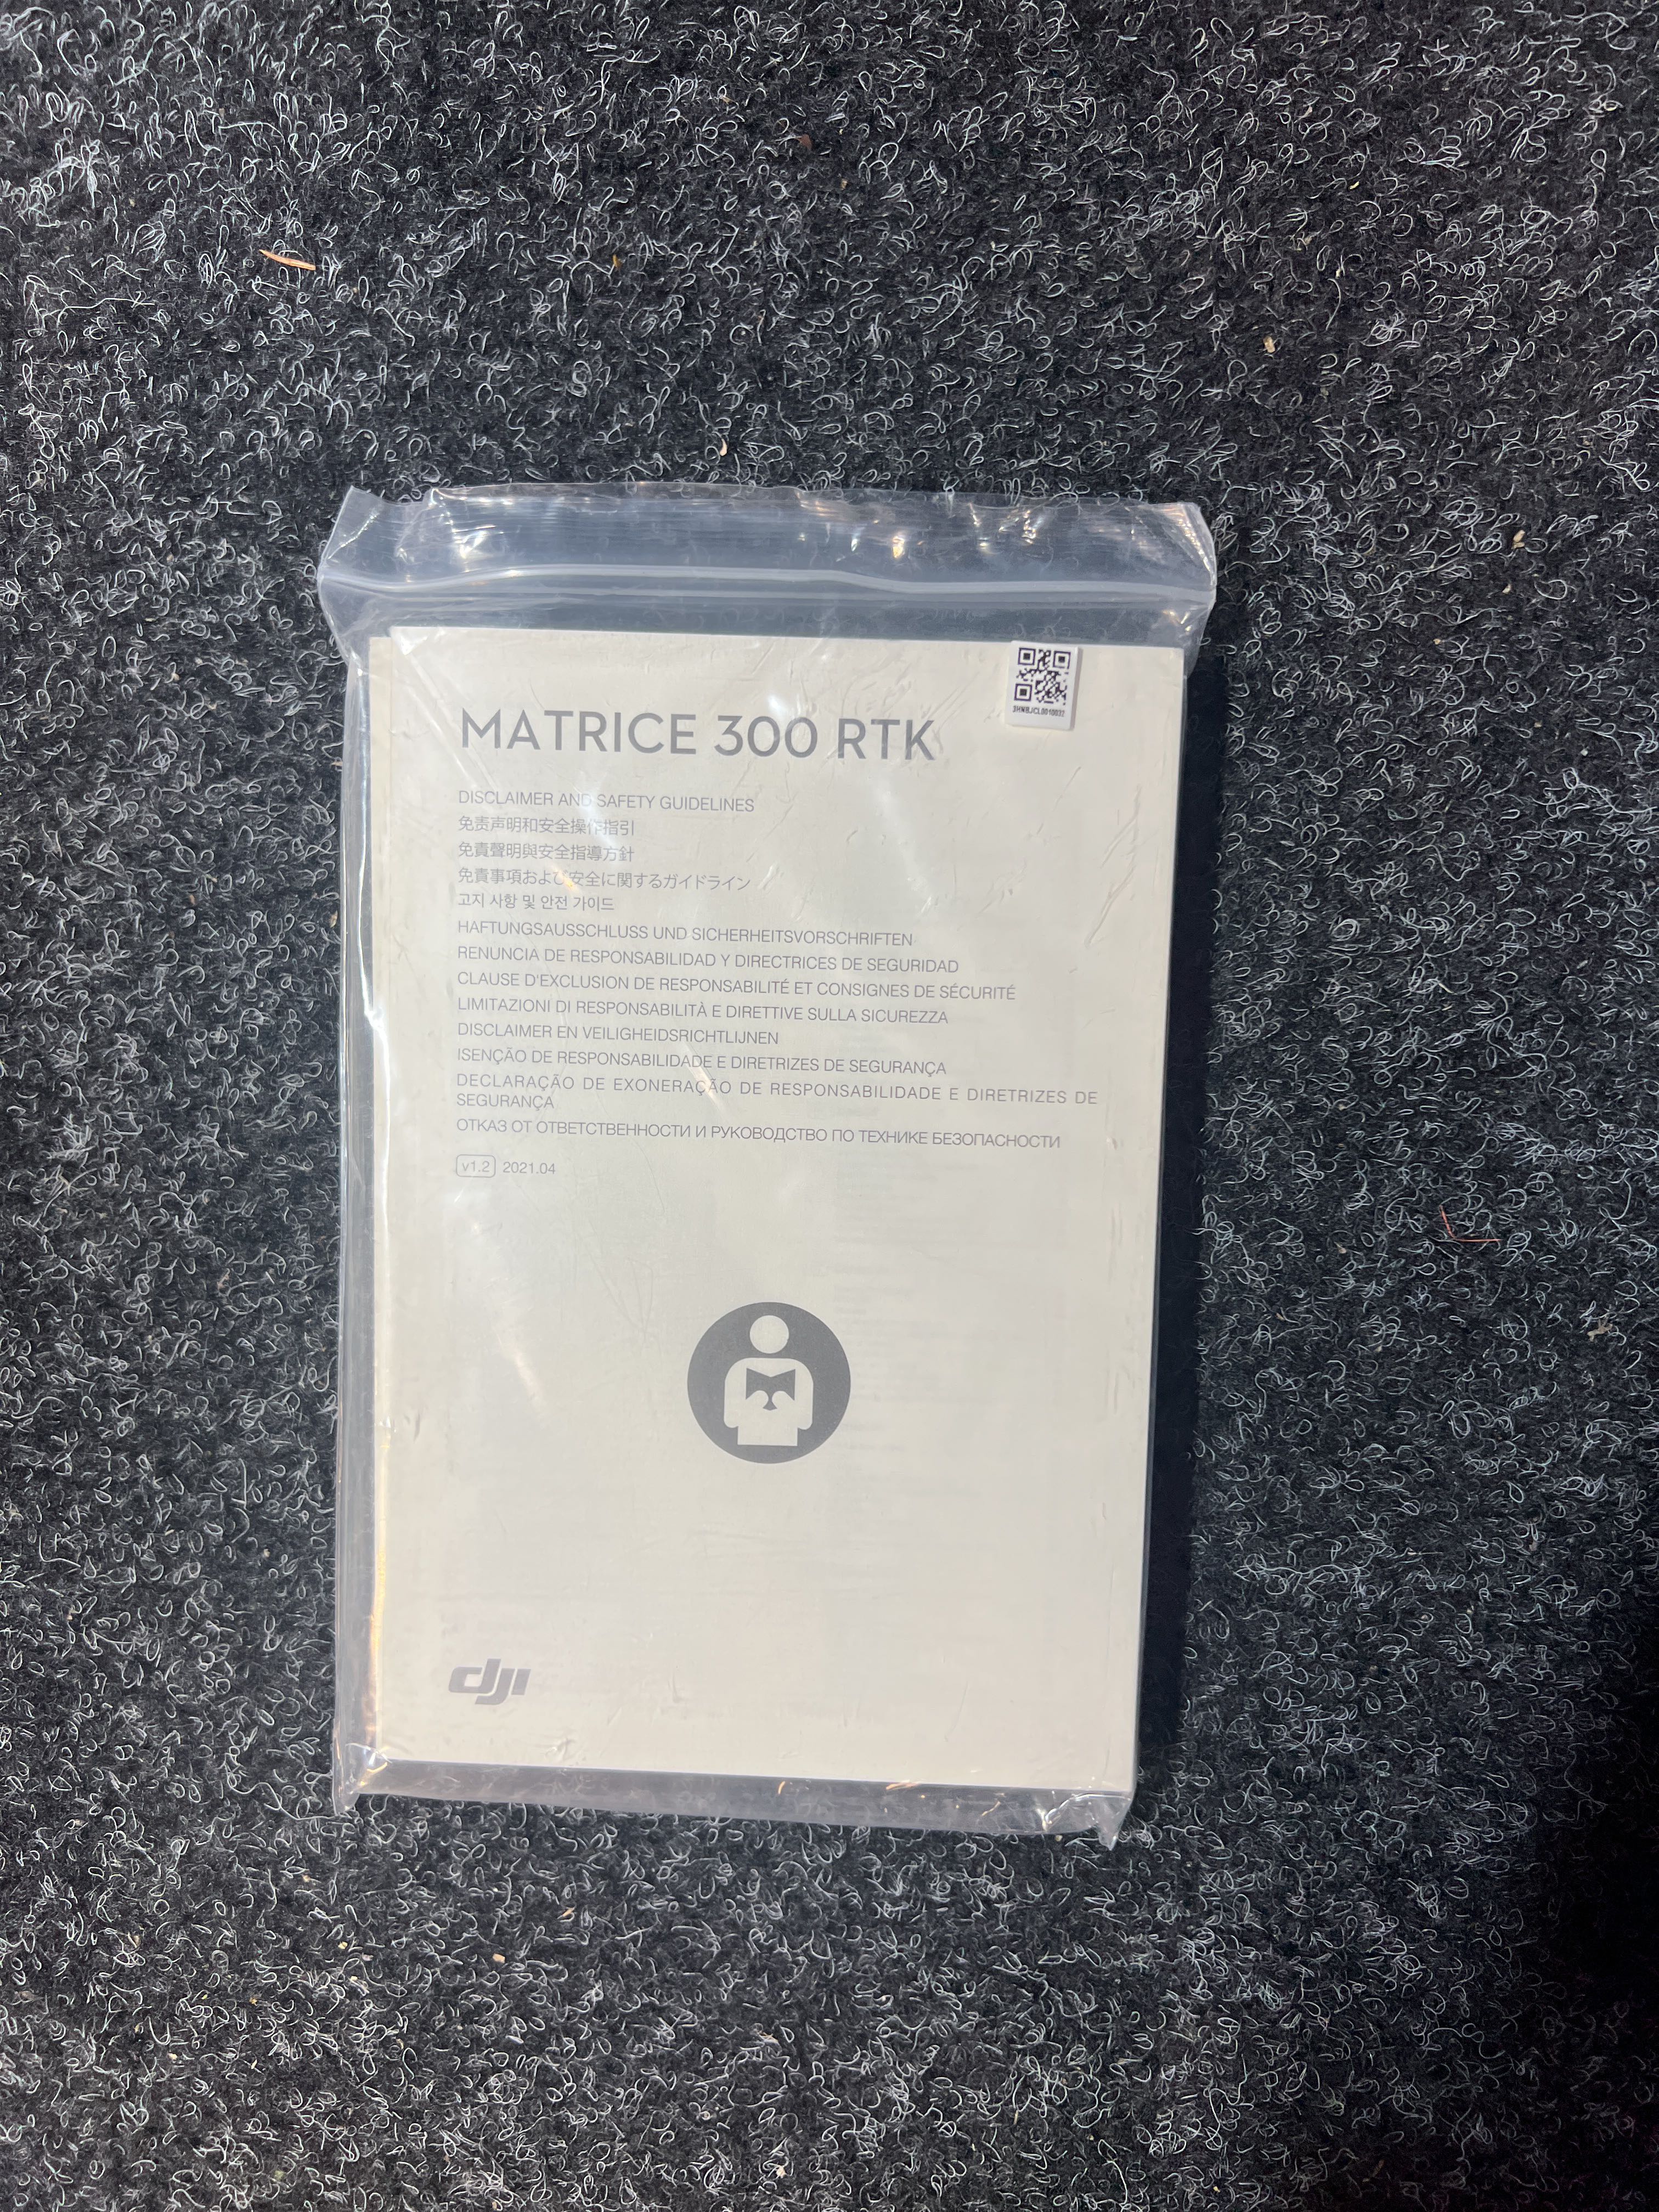 MATRICE 300 RTK
3HNBJCL0010032
DISCLAIMER AND SAFETY GUIDELINES
免责声明和安全操作指引
免責聲明與安全指導方針
免責事項および安全に関するガイドライン
고지 사항 및 안전 가이드
HAFTUNGSAUSSCHLUSS UND SICHERHEITSVORSCHRIFTEN
RENUNCIA DE RESPONSABILIDAD Y DIRECTRICES DE SEGURIDAD
CLAUSE D'EXCLUSION DE RESPONSABILITÉ ET CONSIGNES DE SÉCURITÉ
LIMITAZIONI DI RESPONSABILITÀ E DIRETTIVE SULLA SICUREZZA
DISCLAIMER EN VEILIGHEIDSRICHTLIJNEN
ISENÇÃO DE RESPONSABILIDADE E DIRETRIZES DE SEGURANÇA
DECLARAÇÃO DE EXONERAÇÃO DE RESPONSABILIDADE E DIRETRIZES DE
SEGURANÇA
ОТКАЗ ОТ ОТВЕТСТВЕННОСТИ И РУКОВОДСТВО ПО ТЕХНИКЕ БЕЗОПАСНОСТИ
v1.2 2021.04
dji